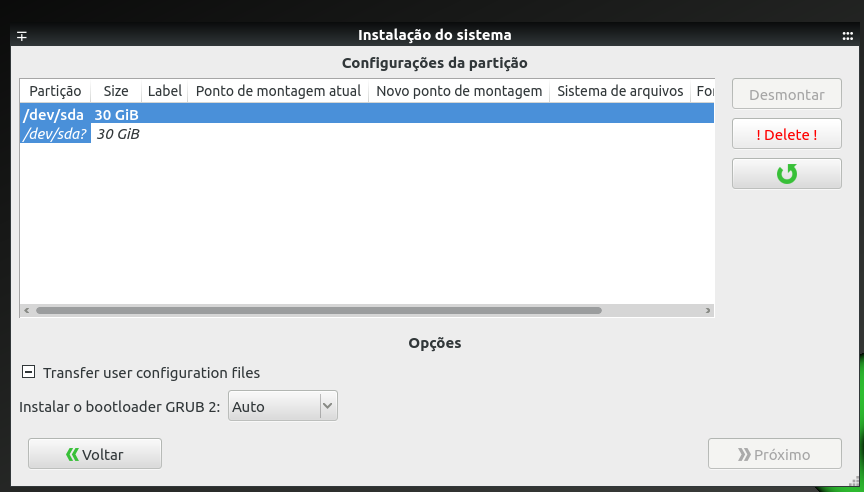 Instalação do sistema
Configurações da partição
Partição Size Label Ponto de montagem atual Novo ponto de montagem Sistema de arquivos
/dev/sda 30 GiB
/dev/sda? 30 GiB
Desmontar
! Delete !
Opções
Transfer user configuration files
Instalar o bootloader GRUB 2: Auto
Voltar
Próximo